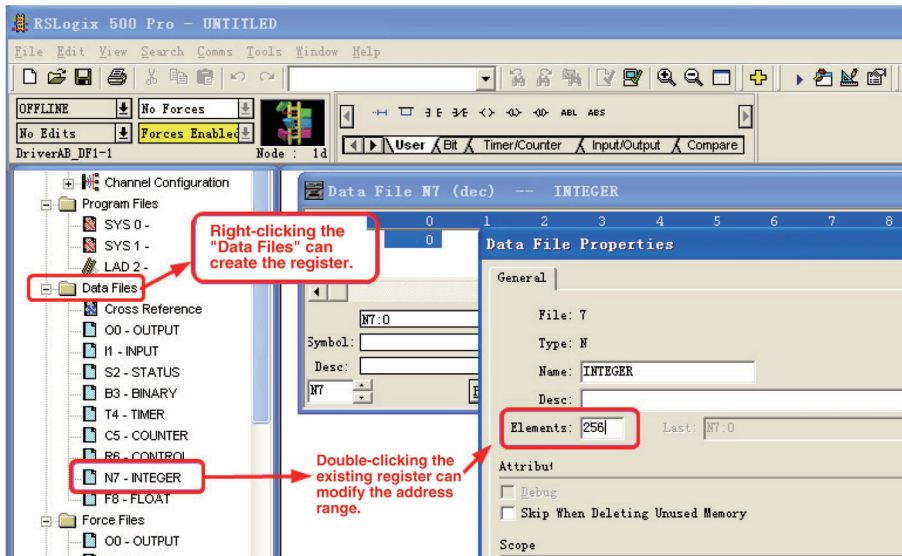 RSLogix 500 Pro - UNTITLED
File Edit View Search Comms Tools Window Help
OFFLINE No Forces
No Edits Forces Enabled
DriverAB_DF1-1 Node : 1d
ABL ABS
User Bit Timer/Counter Input/Output Compare
Channel Configuration
Program Files
SYS 0 -
SYS 1 -
LAD 2 -
Data Files
Cross Reference
O0 - OUTPUT
I1 - INPUT
S2 - STATUS
B3 - BINARY
T4 - TIMER
C5 - COUNTER
R6 - CONTROL
N7 - INTEGER
F8 - FLOAT
Force Files
O0 - OUTPUT
Right-clicking the
"Data Files" can
create the register.
Data File N7 (dec) -- INTEGER
0 1 2 3 4 5 6 7 8
0
N7:0
Symbol:
Desc:
N7
Double-clicking the
existing register can
modify the address
range.
Data File Properties
General
File: 7
Type: N
Name: INTEGER
Desc:
Elements: 256 Last: N7:0
Attribut
Debug
Skip When Deleting Unused Memory
Scope